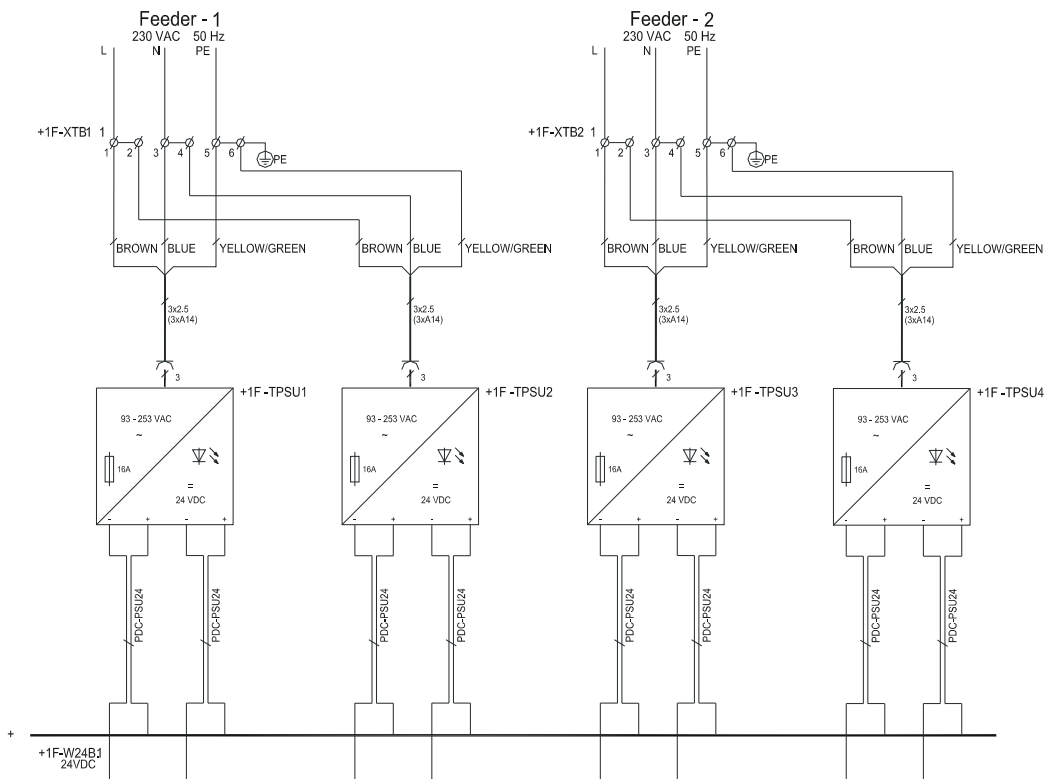 Feeder - 1
230 VAC 50 Hz
L N PE
Feeder - 2
230 VAC 50 Hz
L N PE
+1F-XTB1 1
1 2 3 4 5 6
PE
+1F-XTB2 1
1 2 3 4 5 6
PE
BROWN BLUE YELLOW/GREEN BROWN BLUE YELLOW/GREEN BROWN BLUE YELLOW/GREEN BROWN BLUE YELLOW/GREEN
3x2.5 3x2.5 3x2.5 3x2.5
(3xA14) (3xA14) (3xA14) (3xA14)
3 3 3 3
+1F -TPSU1 +1F -TPSU2 +1F -TPSU3 +1F -TPSU4
93 - 253 VAC 93 - 253 VAC 93 - 253 VAC 93 - 253 VAC
~ ~ ~ ~
16A 16A 16A 16A
= = = =
24 VDC 24 VDC 24 VDC 24 VDC
- + - + - + - + - + - + - + - +
PDC-PSU24 PDC-PSU24 PDC-PSU24 PDC-PSU24 PDC-PSU24 PDC-PSU24 PDC-PSU24 PDC-PSU24
+
+1F-W24B.1
24VDC